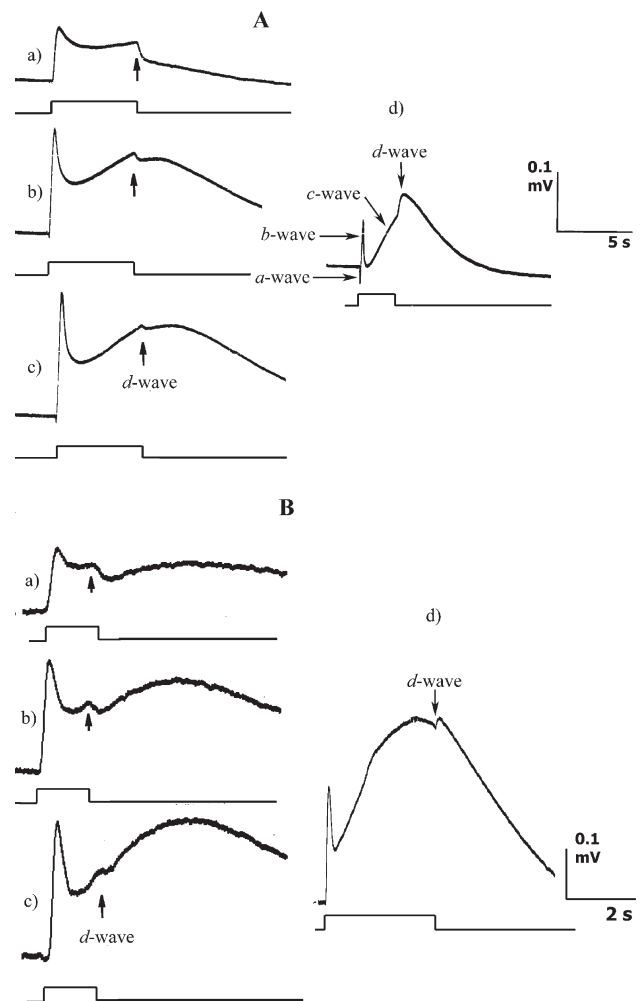 A
a)
b)
c)
d-wave
d)
d-wave
c-wave
b-wave
a-wave
0.1
mV
5 s
B
a)
b)
c)
d-wave
d)
d-wave
0.1
mV
2 s